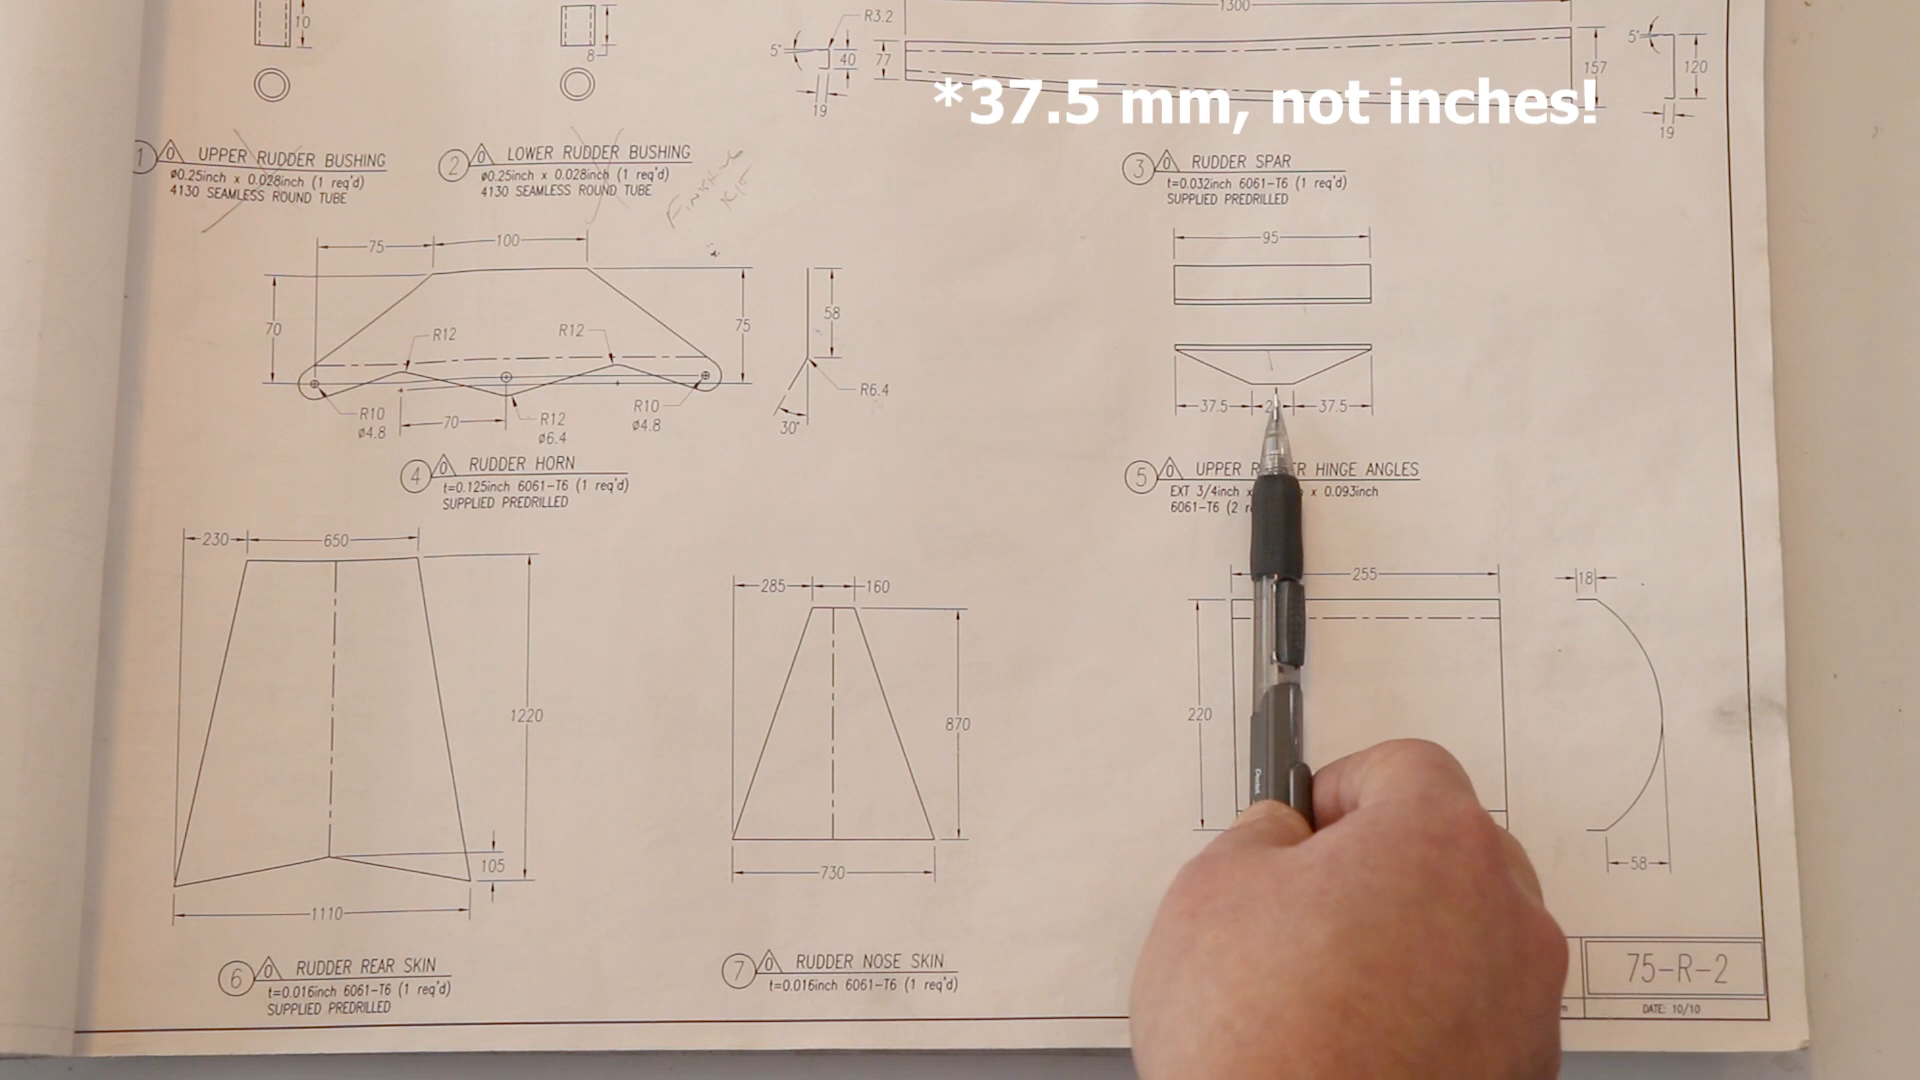 10
8
R3.2
5°
40
77
19
1300
157
5°
120
19
*37.5 mm, not inches!
1 0 UPPER RUDDER BUSHING
ø0.25inch x 0.028inch (1 req'd)
4130 SEAMLESS ROUND TUBE
2 0 LOWER RUDDER BUSHING
ø0.25inch x 0.028inch (1 req'd)
4130 SEAMLESS ROUND TUBE
3 0 RUDDER SPAR
t=0.032inch 6061-T6 (1 req'd)
SUPPLIED PREDRILLED
75
100
70
R12
R12
75
58
R10
ø4.8
70
R12
ø6.4
R10
ø4.8
R6.4
30°
4 0 RUDDER HORN
t=0.125inch 6061-T6 (1 req'd)
SUPPLIED PREDRILLED
95
37.5
37.5
5 0 UPPER HINGE ANGLES
EXT 3/4inch x x 0.093inch
6061-T6 (2
230
650
1220
105
1110
6 0 RUDDER REAR SKIN
t=0.016inch 6061-T6 (1 req'd)
SUPPLIED PREDRILLED
285
160
870
730
7 0 RUDDER NOSE SKIN
t=0.016inch 6061-T6 (1 req'd)
255
18
220
58
75-R-2
DATE: 10/10